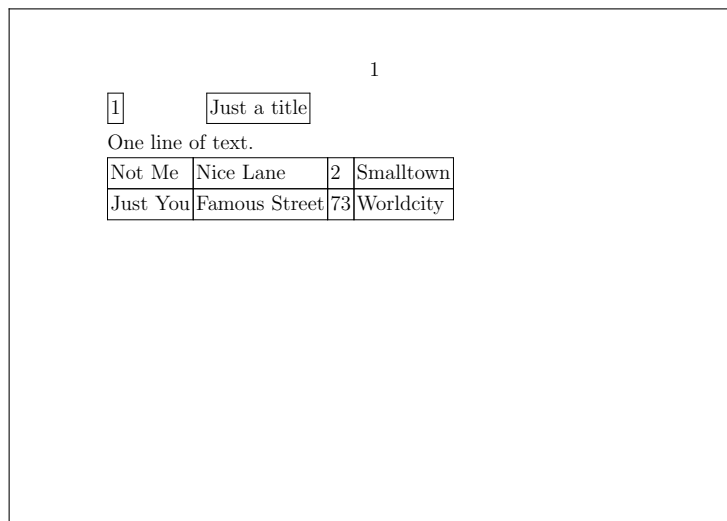 1
1 Just a title
One line of text.
Not Me Nice Lane 2 Smalltown
Just You Famous Street 73 Worldcity